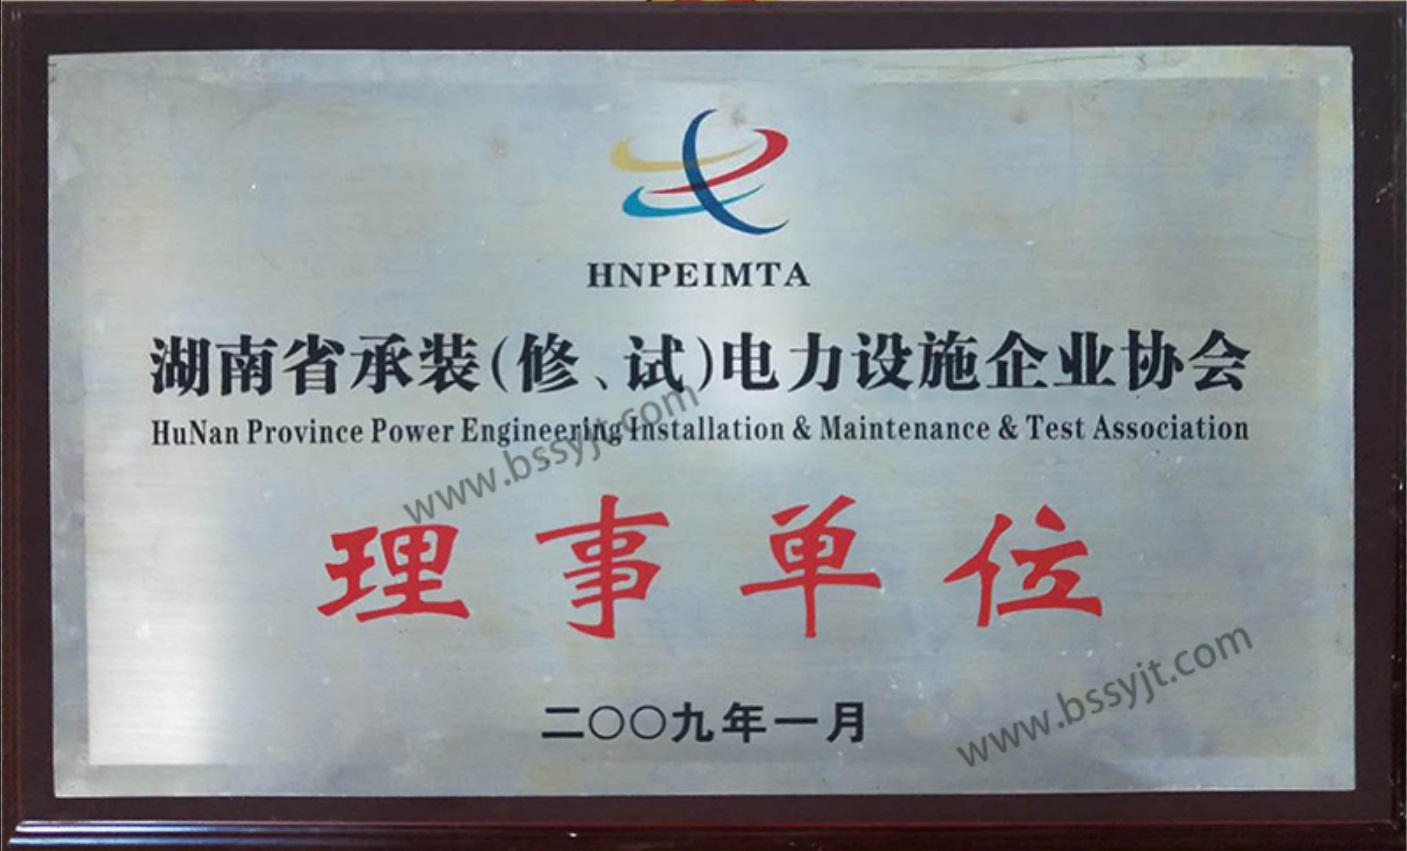 HNPEIMTA
湖南省承装(修、试)电力设施企业协会
HuNan Province Power Engineering Installation & Maintenance & Test Association
www.bssyjt.com
理事单位
二〇〇九年一月
www.bssyjt.com